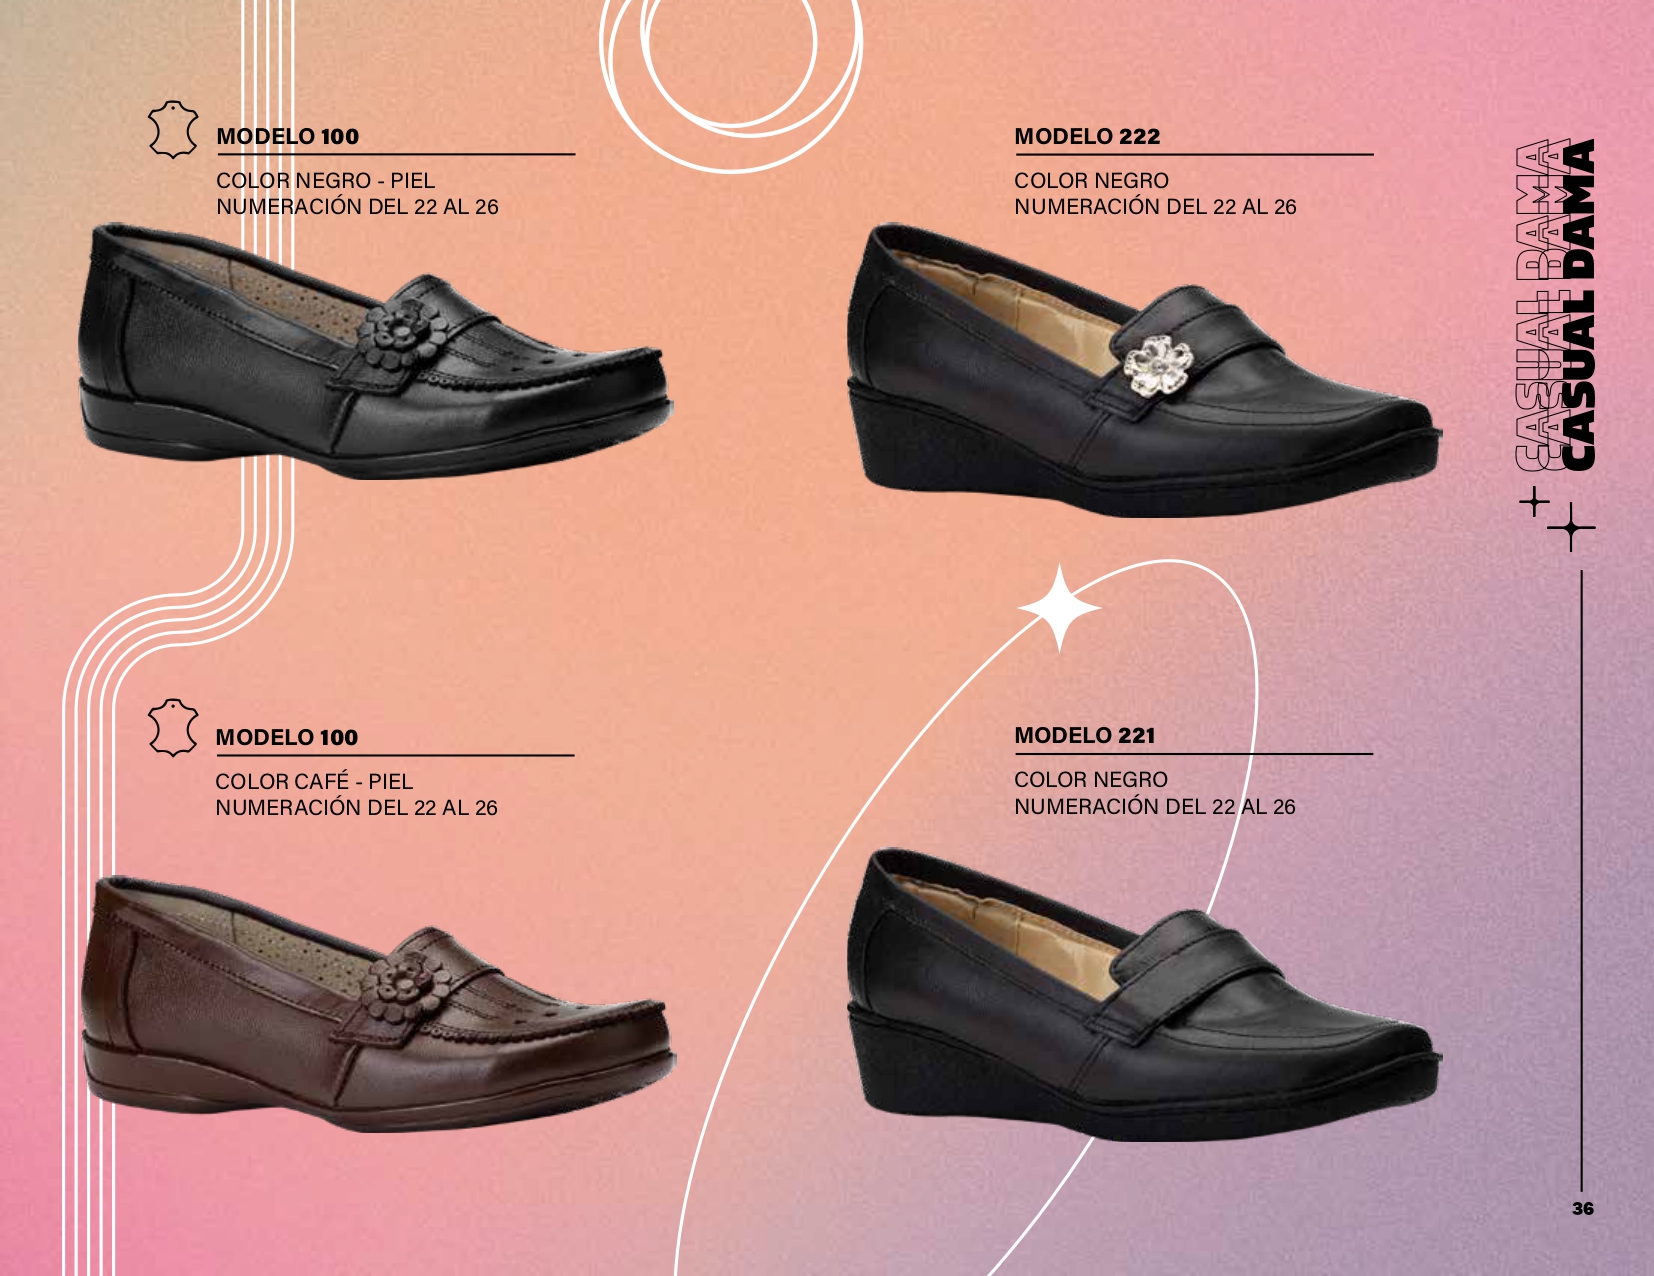 MODELO 100
COLOR NEGRO - PIEL
NUMERACIÓN DEL 22 AL 26
MODELO 222
COLOR NEGRO
NUMERACIÓN DEL 22 AL 26
MODELO 100
COLOR CAFÉ - PIEL
NUMERACIÓN DEL 22 AL 26
MODELO 221
COLOR NEGRO
NUMERACIÓN DEL 22 AL 26
CASUAL DAMA
CASUAL DAMA
CASUAL DAMA
36